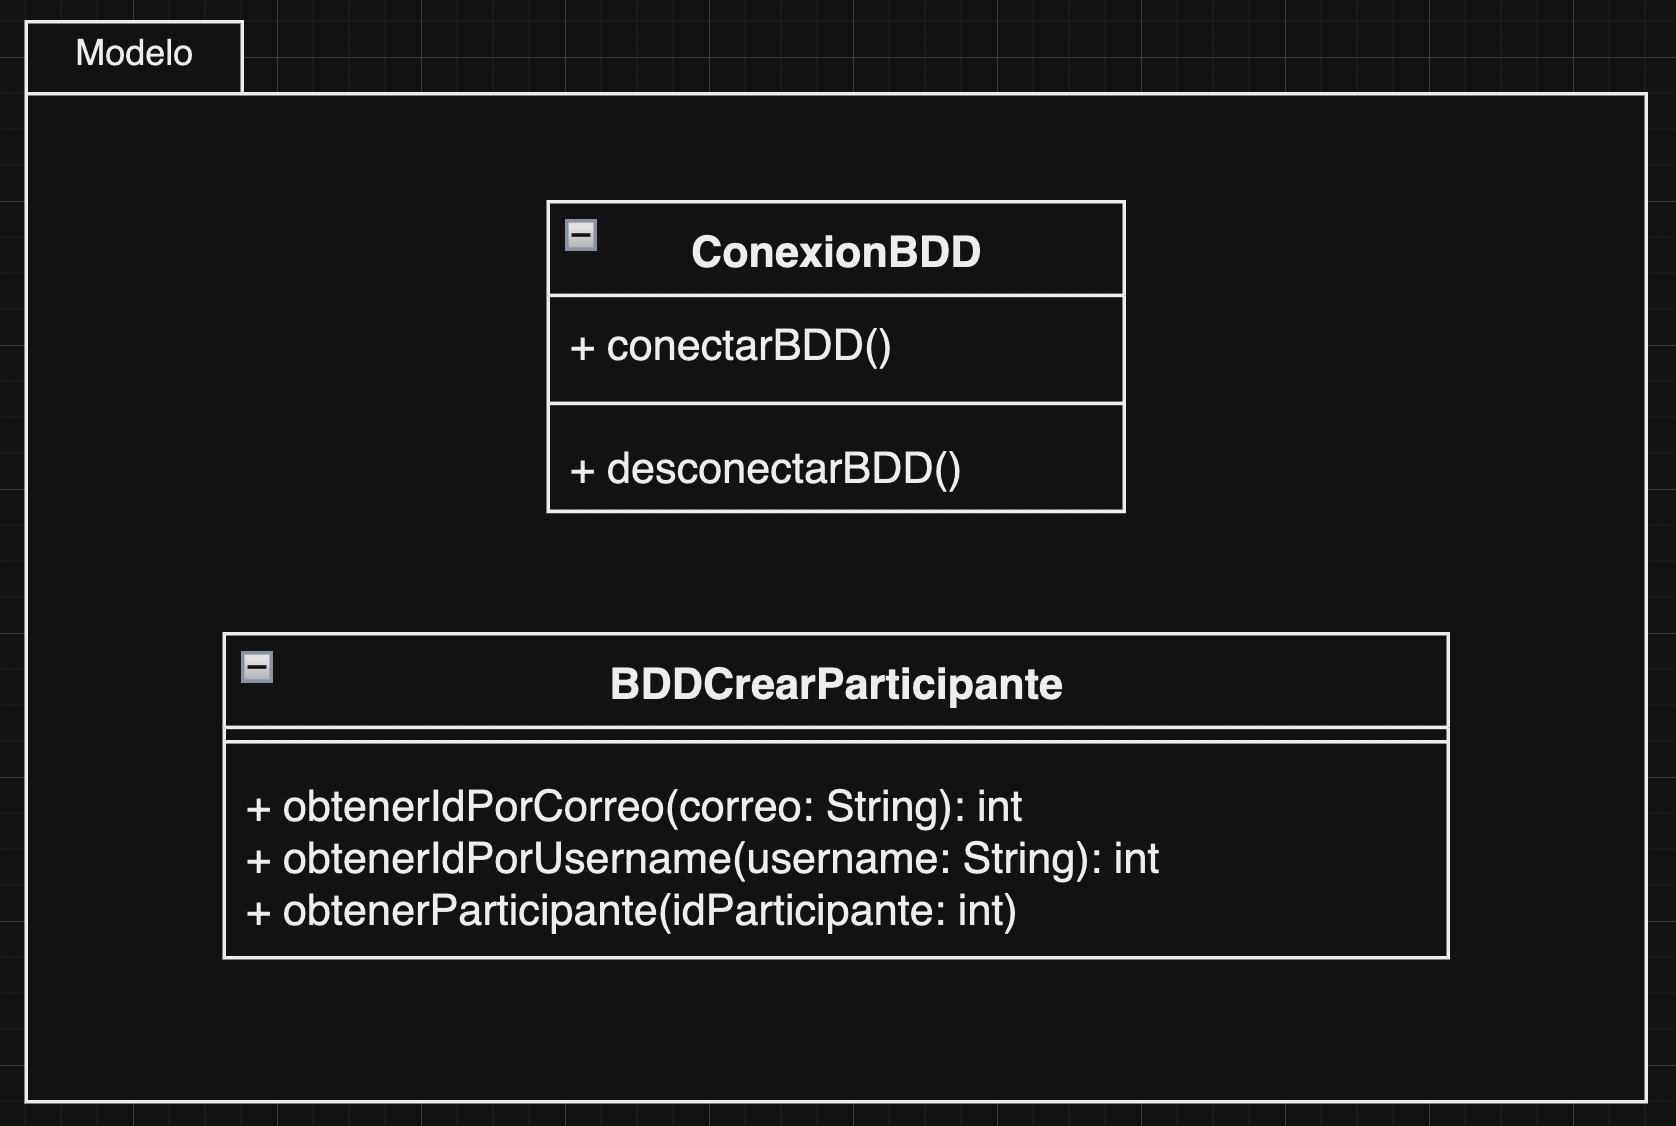 Modelo
ConexionBDD
+ conectarBDD()
+ desconectarBDD()
BDDCrearParticipante
+ obtenerIdPorCorreo(correo: String): int
+ obtenerIdPorUsername(username: String): int
+ obtenerParticipante(idParticipante: int)